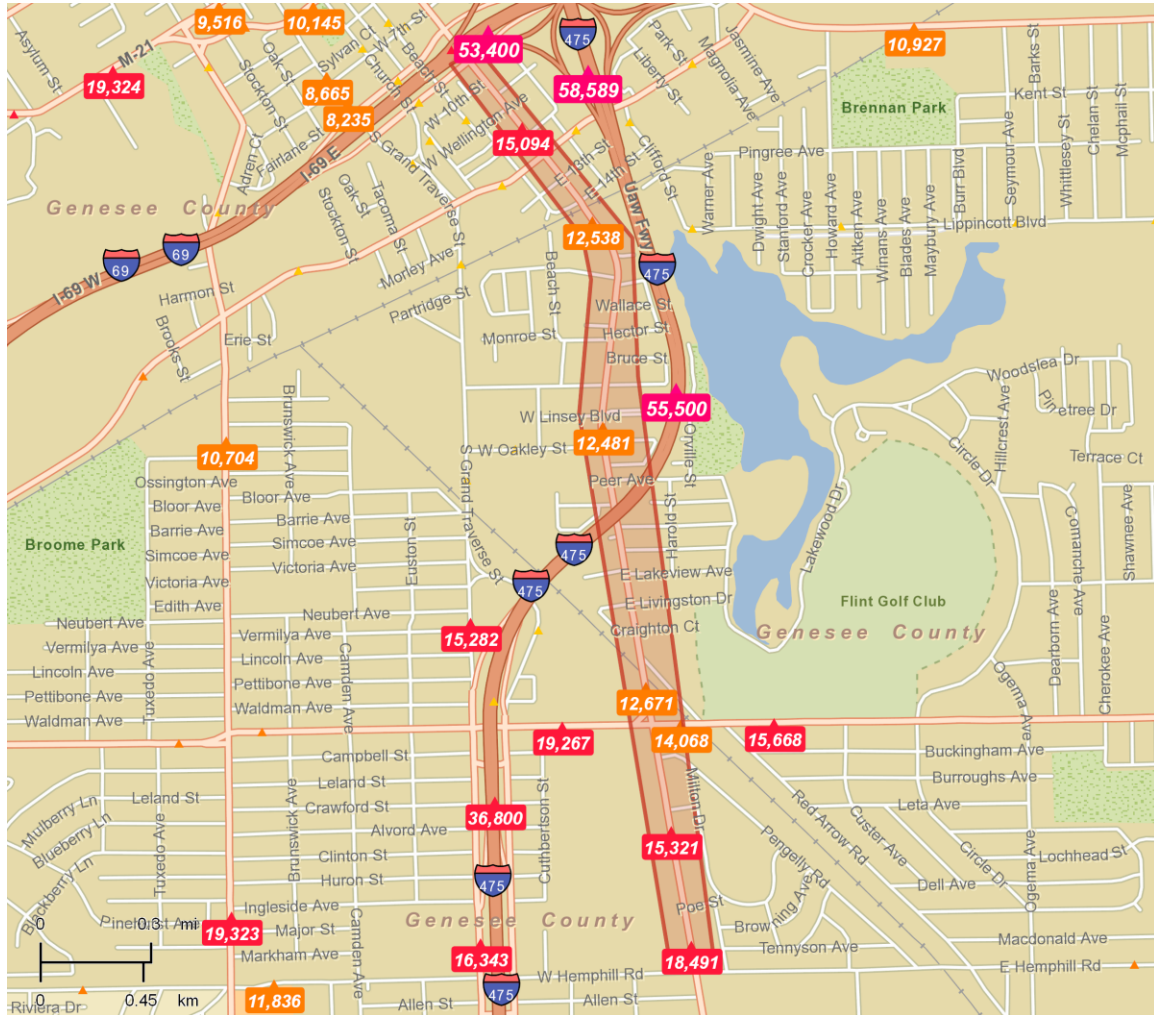 9,516
10,145
53,400
475
10,927
Asylum St
M-21
19,324
Oak St
Stockton St
Sylvan Ct
W 7th St
Church S
Beach St
8,665
8,235
W 10th St
W Wellington Ave
58,589
Park St
Liberty St
Magnolia Ave
Jasmine Ave
Barks St
Kent St
Brennan Park
Adren Ct
Fairlane St
I-69 E
S Grand Traverse St
15,094
E 13th St
E 14th St
Clifford St
Uaw Fwy
Warner Ave
Pingree Ave
Dwight Ave
Stanford Ave
Crocker Ave
Howard Ave
Aitken Ave
Winans Ave
Blades Ave
Maybury Ave
Burr Blvd
Seymour Ave
Whittlesey St
Chelan St
Mcphail St
Lippincott Blvd
Genesee County
Stockton St
Oak St
Tacoma St
Morley Ave
12,538
I-69 W
69
69
475
Beach St
Harmon St
Brooks St
Erie St
Partridge St
Monroe St
Wallace St
Hector St
Bruce St
Woodslea Dr
Pinetree Dr
Hillcrest Ave
Circle Dr
Terrace Ct
Brunswick Ave
W Linsey Blvd
55,500
12,481
W Oakley St
Orville St
10,704
S Grand Traverse St
Peer Ave
Harold St
Lakewood Dr
Ossington Ave
Bloor Ave
Bloor Ave
Barrie Ave
Barrie Ave
Simcoe Ave
Simcoe Ave
Victoria Ave
Victoria Ave
Edith Ave
Euston St
Broome Park
475
475
E Lakeview Ave
E Livingston Dr
Craighton Ct
Flint Golf Club
Genesee County
Comanche Ave
Shawnee Ave
Dearborn Ave
Cherokee Ave
Neubert Ave
Neubert Ave
Vermilya Ave
Vermilya Ave
Lincoln Ave
Lincoln Ave
Pettibone Ave
Pettibone Ave
Waldman Ave
Waldman Ave
Tuxedo Ave
Camden Ave
15,282
12,671
14,068
19,267
15,668
Ogema Ave
Buckingham Ave
Burroughs Ave
Leta Ave
Campbell St
Leland St
Leland St
Crawford St
Alvord Ave
Clinton St
Huron St
Mulberry Ln
Blueberry Ln
Blackberry Ln
Tuxedo Ave
Brunswick Ave
36,800
Cuthbertson St
Milton Dr
15,321
Pengelly Rd
Red Arrow Rd
Custer Ave
Circle Dr
Lochhead St
Dell Ave
Ogema Ave
475
Ingleside Ave
Pinehurst Ave
Major St
Markham Ave
Camden Ave
19,323
Genesee County
Poe St
Browning Ave
Tennyson Ave
Macdonald Ave
16,343
18,491
W Hemphill Rd
E Hemphill Rd
0
0.3 mi
0
0.45 km
Riviera Dr
11,836
Allen St
475
Allen St